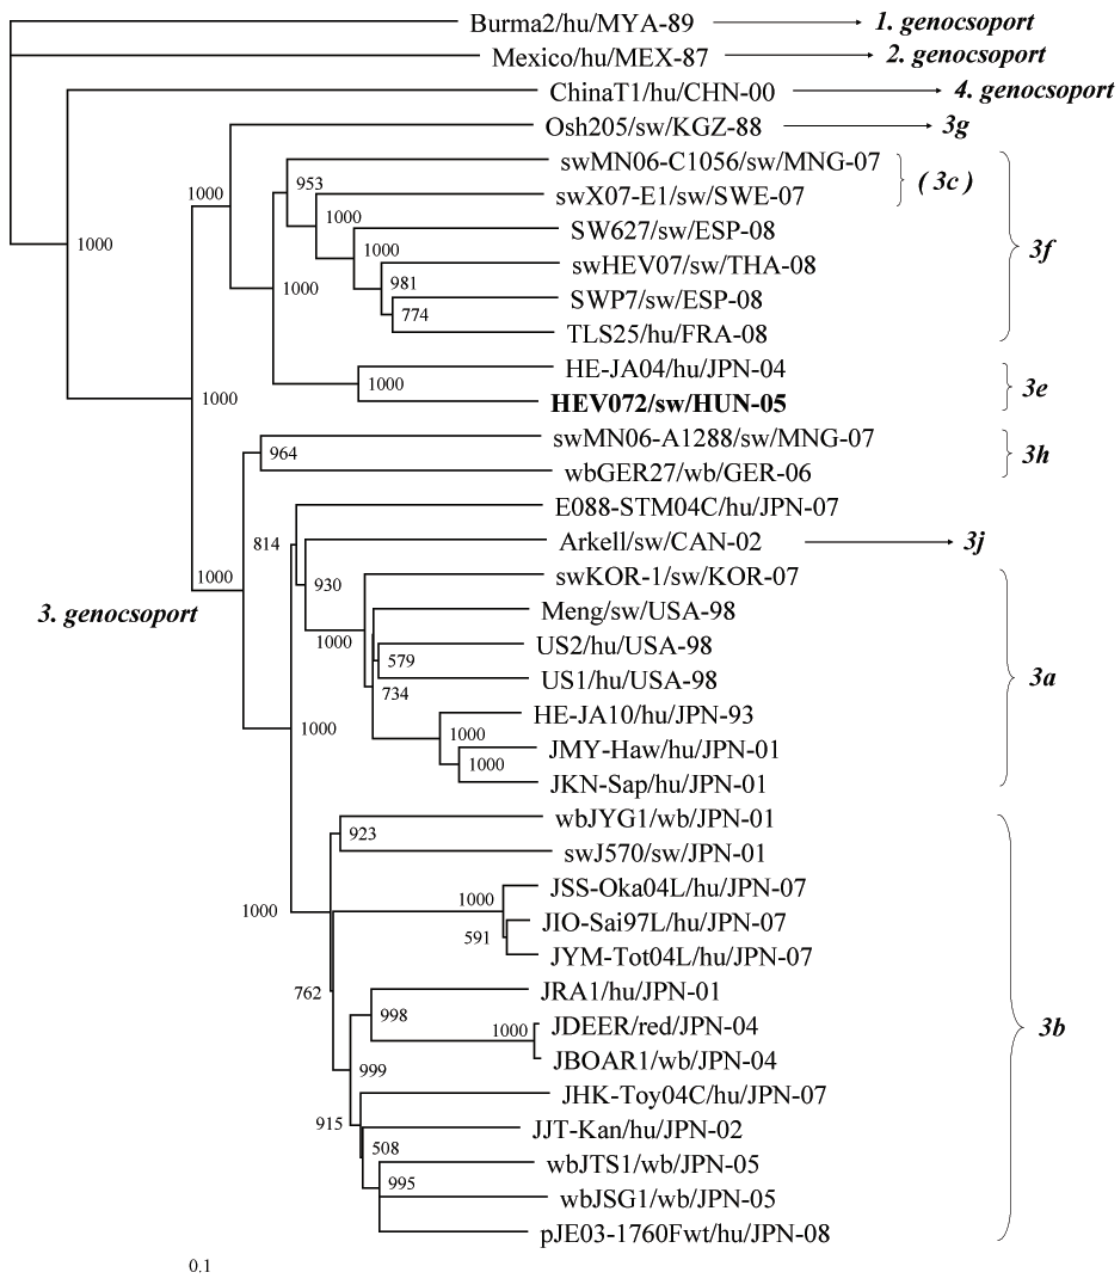 Burma2/hu/MYA-89 1. genocsoport
Mexico/hu/MEX-87 2. genocsoport
ChinaT1/hu/CHN-00 4. genocsoport
Osh205/sw/KGZ-88 3g
swMN06-C1056/sw/MNG-07
953
1000
( 3c )
swX07-E1/sw/SWE-07
1000
SW627/sw/ESP-08
1000
1000
3f
swHEV07/sw/THA-08
981
1000
SWP7/sw/ESP-08
774
TLS25/hu/FRA-08
HE-JA04/hu/JPN-04
1000
3e
1000
HEV072/sw/HUN-05
swMN06-A1288/sw/MNG-07
964
3h
wbGER27/wb/GER-06
E088-STM04C/hu/JPN-07
814
Arkell/sw/CAN-02 3j
1000
930
swKOR-1/sw/KOR-07
3. genocsoport
Meng/sw/USA-98
1000
US2/hu/USA-98
579
3a
US1/hu/USA-98
734
HE-JA10/hu/JPN-93
1000
1000
JMY-Haw/hu/JPN-01
1000
JKN-Sap/hu/JPN-01
wbJYG1/wb/JPN-01
923
swJ570/sw/JPN-01
JSS-Oka04L/hu/JPN-07
1000
1000
JIO-Sai97L/hu/JPN-07
591
JYM-Tot04L/hu/JPN-07
762
JRA1/hu/JPN-01
998
JDEER/red/JPN-04
1000
3b
JBOAR1/wb/JPN-04
999
JHK-Toy04C/hu/JPN-07
915
JJT-Kan/hu/JPN-02
508
wbJTS1/wb/JPN-05
995
wbJSG1/wb/JPN-05
pJE03-1760Fwt/hu/JPN-08
0.1